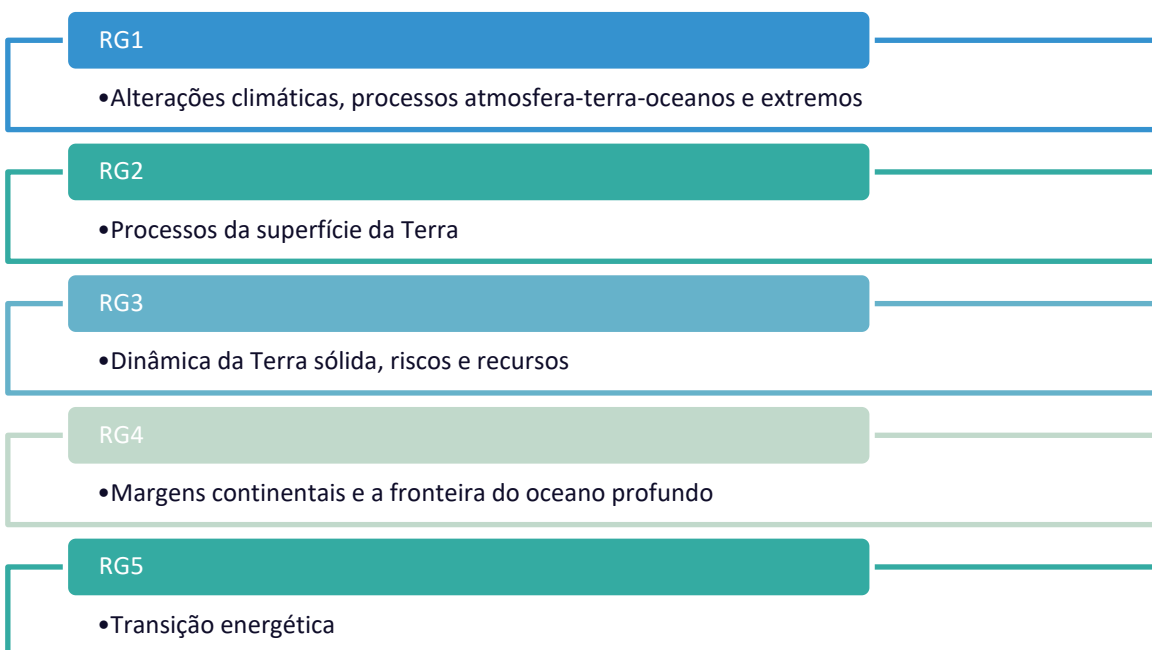 RG1
•Alterações climáticas, processos atmosfera-terra-oceanos e extremos
RG2
•Processos da superfície da Terra
RG3
•Dinâmica da Terra sólida, riscos e recursos
RG4
•Margens continentais e a fronteira do oceano profundo
RG5
•Transição energética